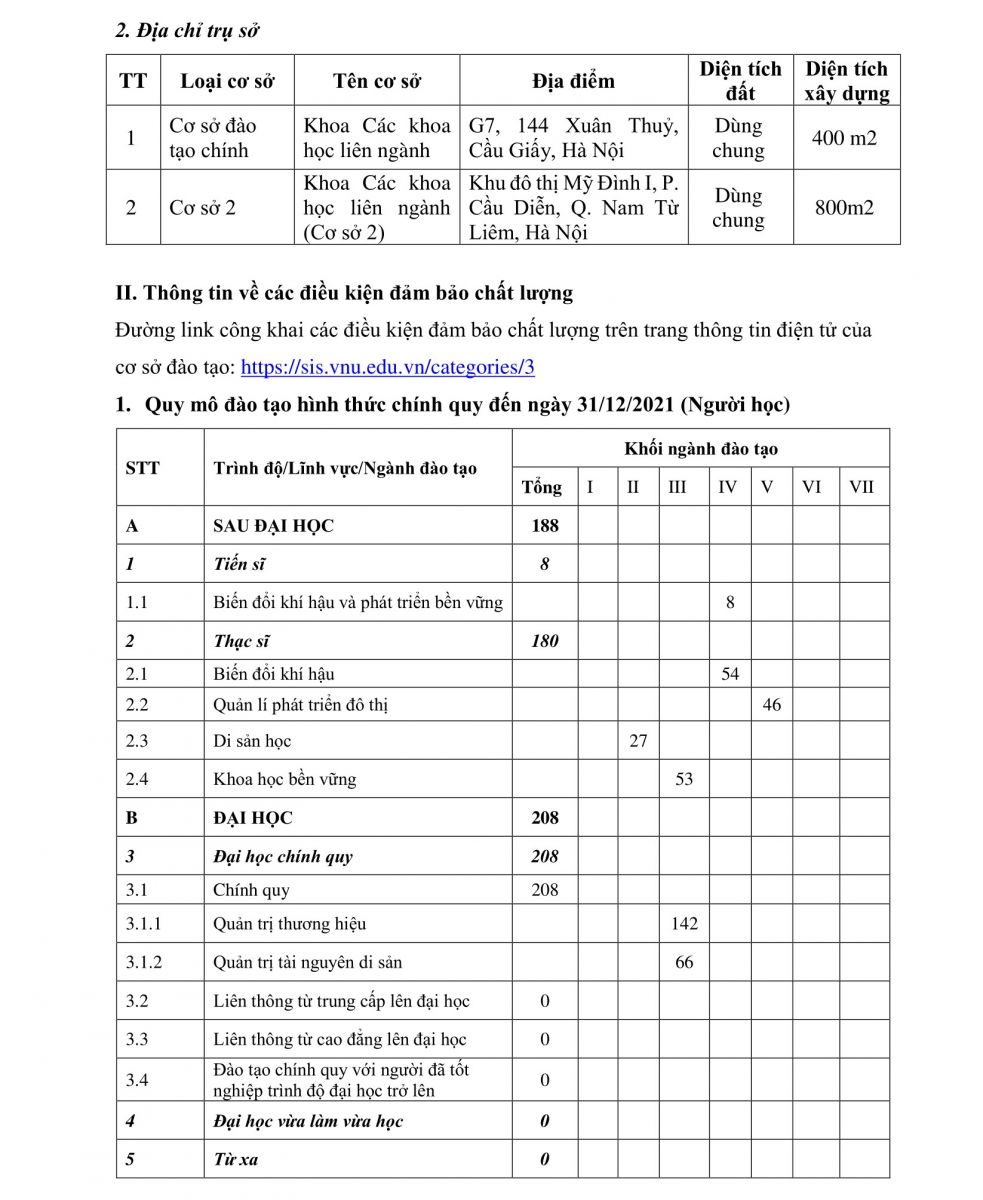 2. Địa chỉ trụ sở
TT Loại cơ sở Tên cơ sở Địa điểm Diện tích đất Diện tích xây dựng
1 Cơ sở đào tạo chính Khoa Các khoa học liên ngành G7, 144 Xuân Thuỷ, Cầu Giấy, Hà Nội Dùng chung 400 m2
2 Cơ sở 2 Khoa Các khoa học liên ngành (Cơ sở 2) Khu đô thị Mỹ Đình I, P. Cầu Diễn, Q. Nam Từ Liêm, Hà Nội Dùng chung 800m2
II. Thông tin về các điều kiện đảm bảo chất lượng
Đường link công khai các điều kiện đảm bảo chất lượng trên trang thông tin điện tử của
cơ sở đào tạo: https://sis.vnu.edu.vn/categories/3
1. Quy mô đào tạo hình thức chính quy đến ngày 31/12/2021 (Người học)
STT Trình độ/Lĩnh vực/Ngành đào tạo Khối ngành đào tạo
Tổng I II III IV V VI VII
A SAU ĐẠI HỌC 188
1 Tiến sĩ 8
1.1 Biến đổi khí hậu và phát triển bền vững 8
2 Thạc sĩ 180
2.1 Biến đổi khí hậu 54
2.2 Quản lí phát triển đô thị 46
2.3 Di sản học 27
2.4 Khoa học bền vững 53
B ĐẠI HỌC 208
3 Đại học chính quy 208
3.1 Chính quy 208
3.1.1 Quản trị thương hiệu 142
3.1.2 Quản trị tài nguyên di sản 66
3.2 Liên thông từ trung cấp lên đại học 0
3.3 Liên thông từ cao đẳng lên đại học 0
3.4 Đào tạo chính quy với người đã tốt nghiệp trình độ đại học trở lên 0
4 Đại học vừa làm vừa học 0
5 Từ xa 0